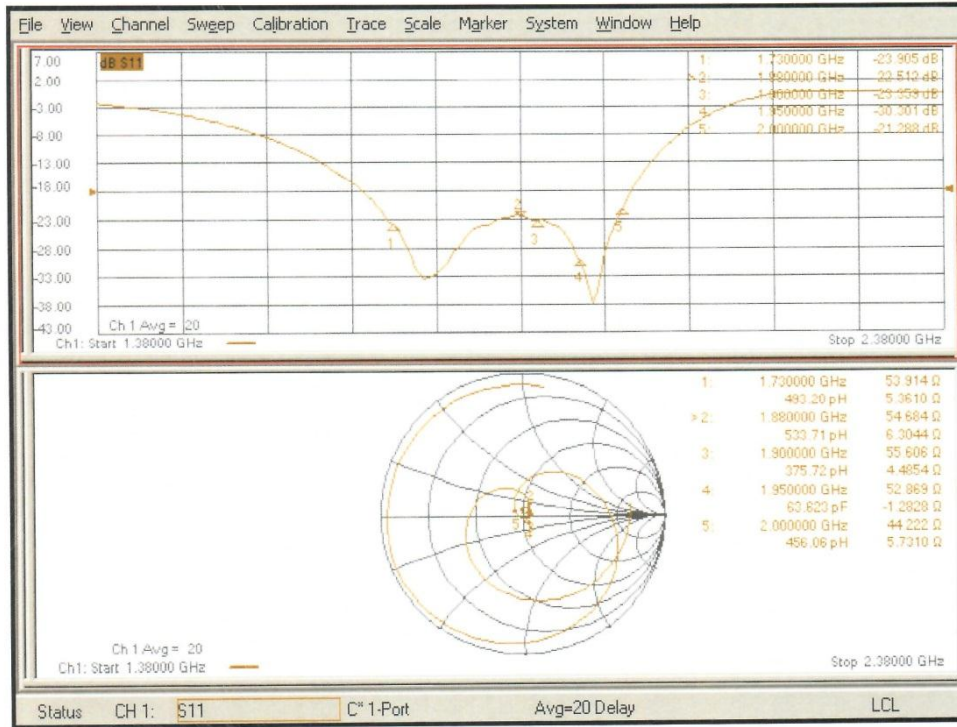 File View Channel Sweep Calibration Trace Scale Marker System Window Help
7.00
dB S11
2.00
-3.00
-8.00
-13.00
-18.00
-23.00
-28.00
-33.00
-38.00
-43.00
1: 1.730000 GHz -23.905 dB
>2: 1.880000 GHz -22.512 dB
3: 1.900000 GHz -23.359 dB
4: 1.950000 GHz -30.301 dB
5: 2.000000 GHz -21.288 dB
1
2
3
4
5
Ch 1 Avg = 20
Ch1: Start 1.38000 GHz
Stop 2.38000 GHz
1: 1.730000 GHz 53.914 Ω
493.20 pH 5.3610 Ω
>2: 1.880000 GHz 54.684 Ω
533.71 pH 6.3044 Ω
3: 1.900000 GHz 55.606 Ω
375.72 pH 4.4854 Ω
4: 1.950000 GHz 52.869 Ω
63.623 pF -1.2828 Ω
5: 2.000000 GHz 44.222 Ω
456.06 pH 5.7310 Ω
5
Ch 1 Avg = 20
Ch1: Start 1.38000 GHz
Stop 2.38000 GHz
Status CH 1: S11 C* 1-Port Avg=20 Delay LCL